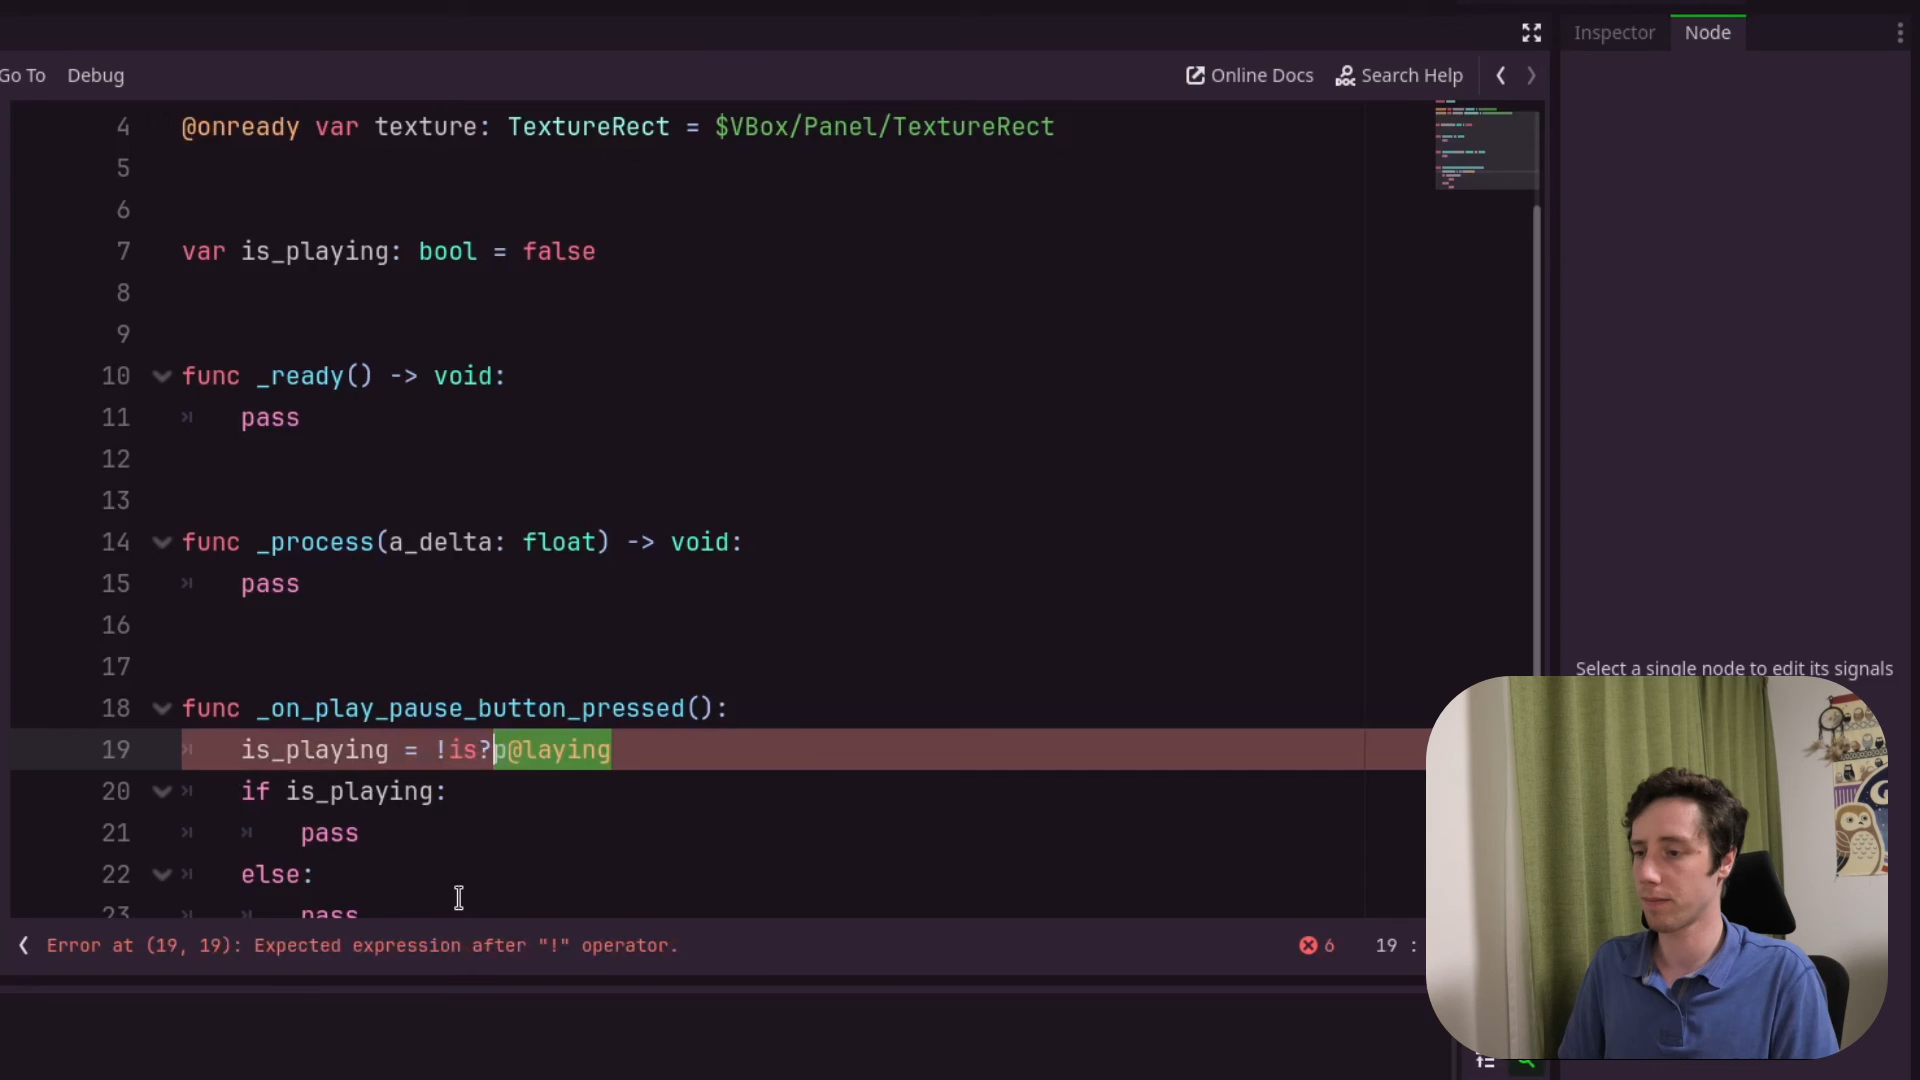 Inspector Node
Go To Debug Online Docs Search Help
4 @onready var texture: TextureRect = $VBox/Panel/TextureRect
5
6
7 var is_playing: bool = false
8
9
10 func _ready() -> void:
11 pass
12
13
14 func _process(a_delta: float) -> void:
15 pass
16
17
Select a single node to edit its signals
18 func _on_play_pause_button_pressed():
19 is_playing = !is?p@laying
20 if is_playing:
21 pass
22 else:
23 pass
Error at (19, 19): Expected expression after "!" operator. 6 19 :